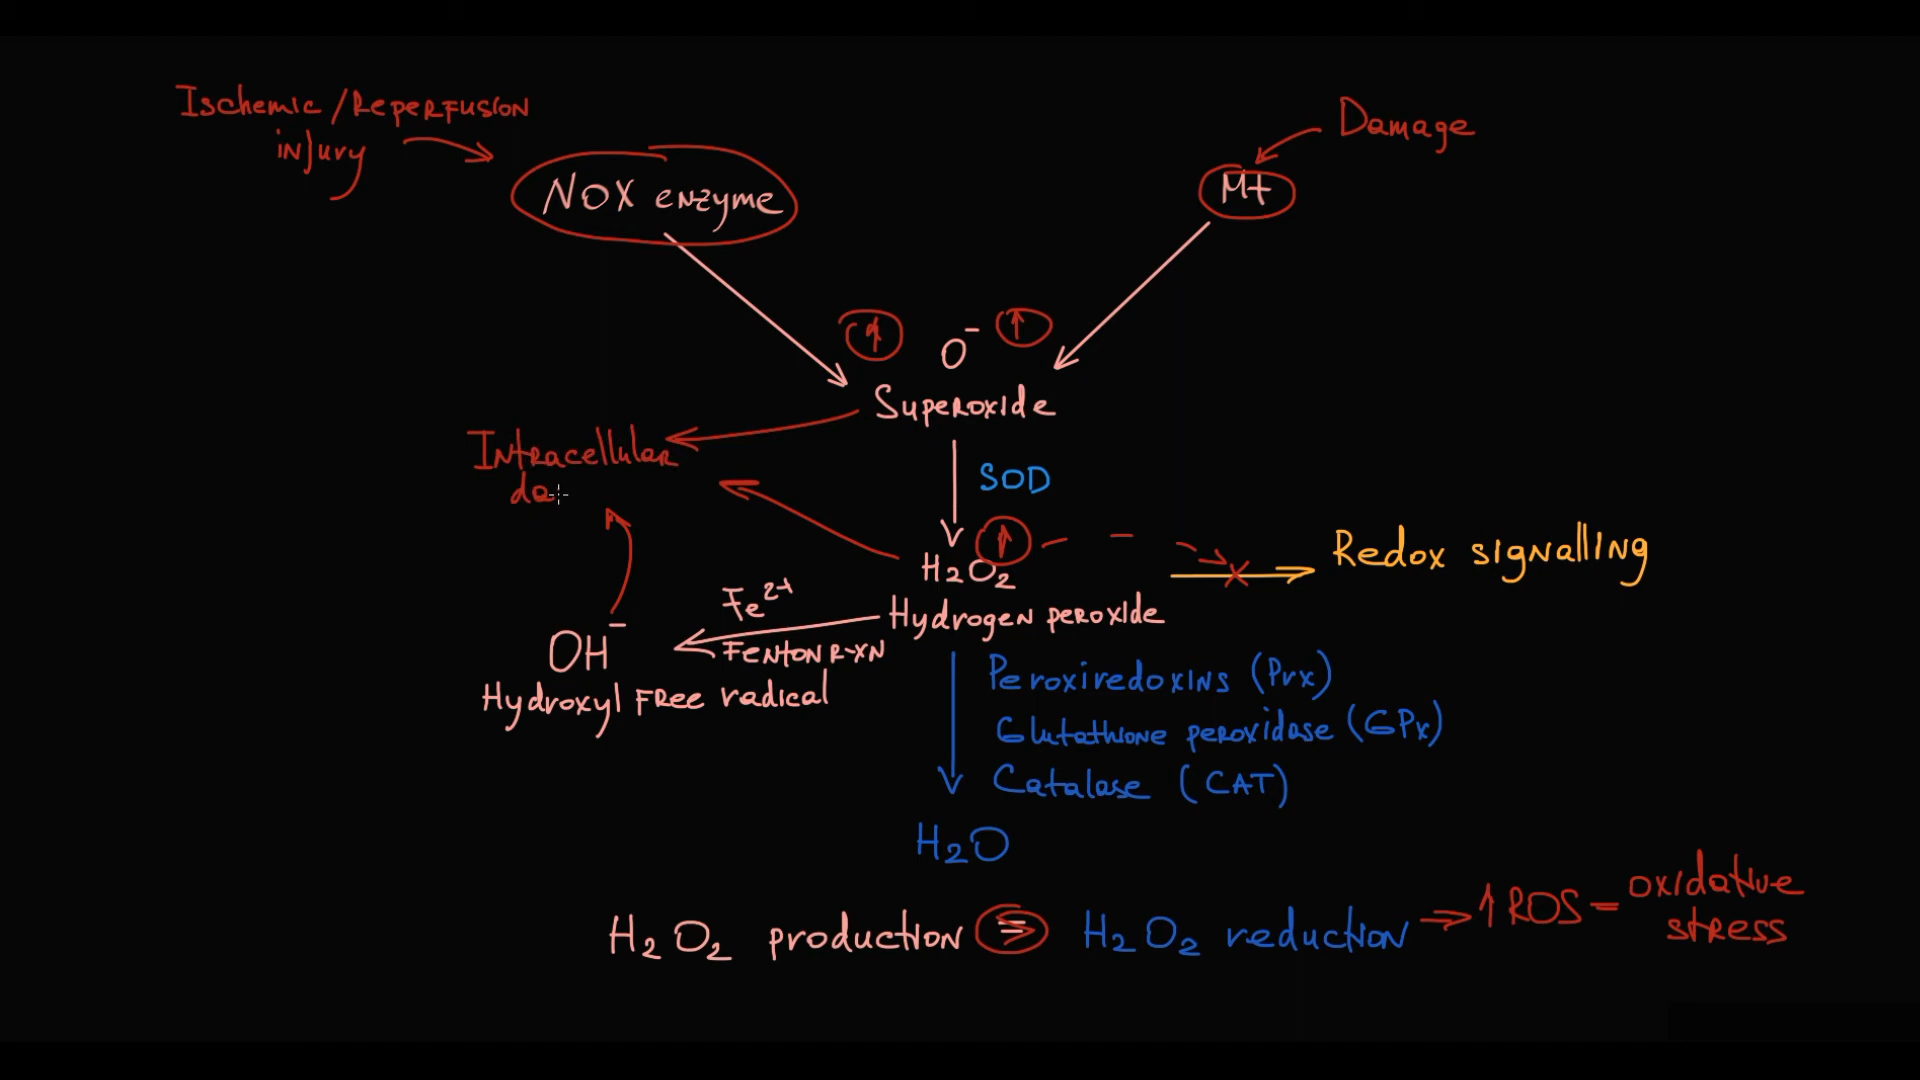 Ischemic / Reperfusion
injury
Damage
NOX enzyme
Mt
↑ O⁻ ↑
Superoxide
Intracellular
da
SOD
↑
H₂O₂
Redox signalling
Hydrogen peroxide
Fe²⁺
Fenton R-xn
OH⁻
Hydroxyl free radical
Peroxiredoxins (Prx)
Glutathione peroxidase (GPx)
Catalase (CAT)
H₂O
H₂O₂ production = > H₂O₂ reduction ⇒ ↑ ROS = oxidative
stress